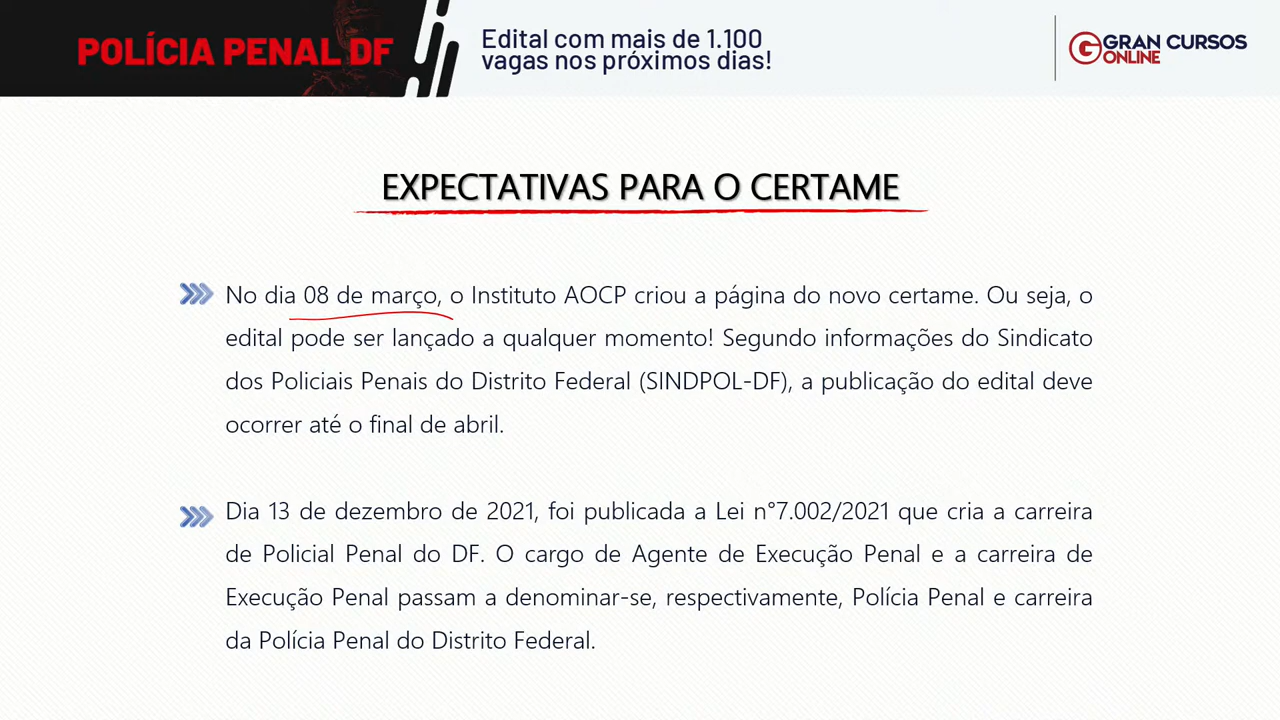 POLÍCIA PENAL DF
Edital com mais de 1.100
vagas nos próximos dias!
GRAN CURSOS
ONLINE
EXPECTATIVAS PARA O CERTAME
No dia 08 de março, o Instituto AOCP criou a página do novo certame. Ou seja, o
edital pode ser lançado a qualquer momento! Segundo informações do Sindicato
dos Policiais Penais do Distrito Federal (SINDPOL-DF), a publicação do edital deve
ocorrer até o final de abril.
Dia 13 de dezembro de 2021, foi publicada a Lei n°7.002/2021 que cria a carreira
de Policial Penal do DF. O cargo de Agente de Execução Penal e a carreira de
Execução Penal passam a denominar-se, respectivamente, Polícia Penal e carreira
da Polícia Penal do Distrito Federal.